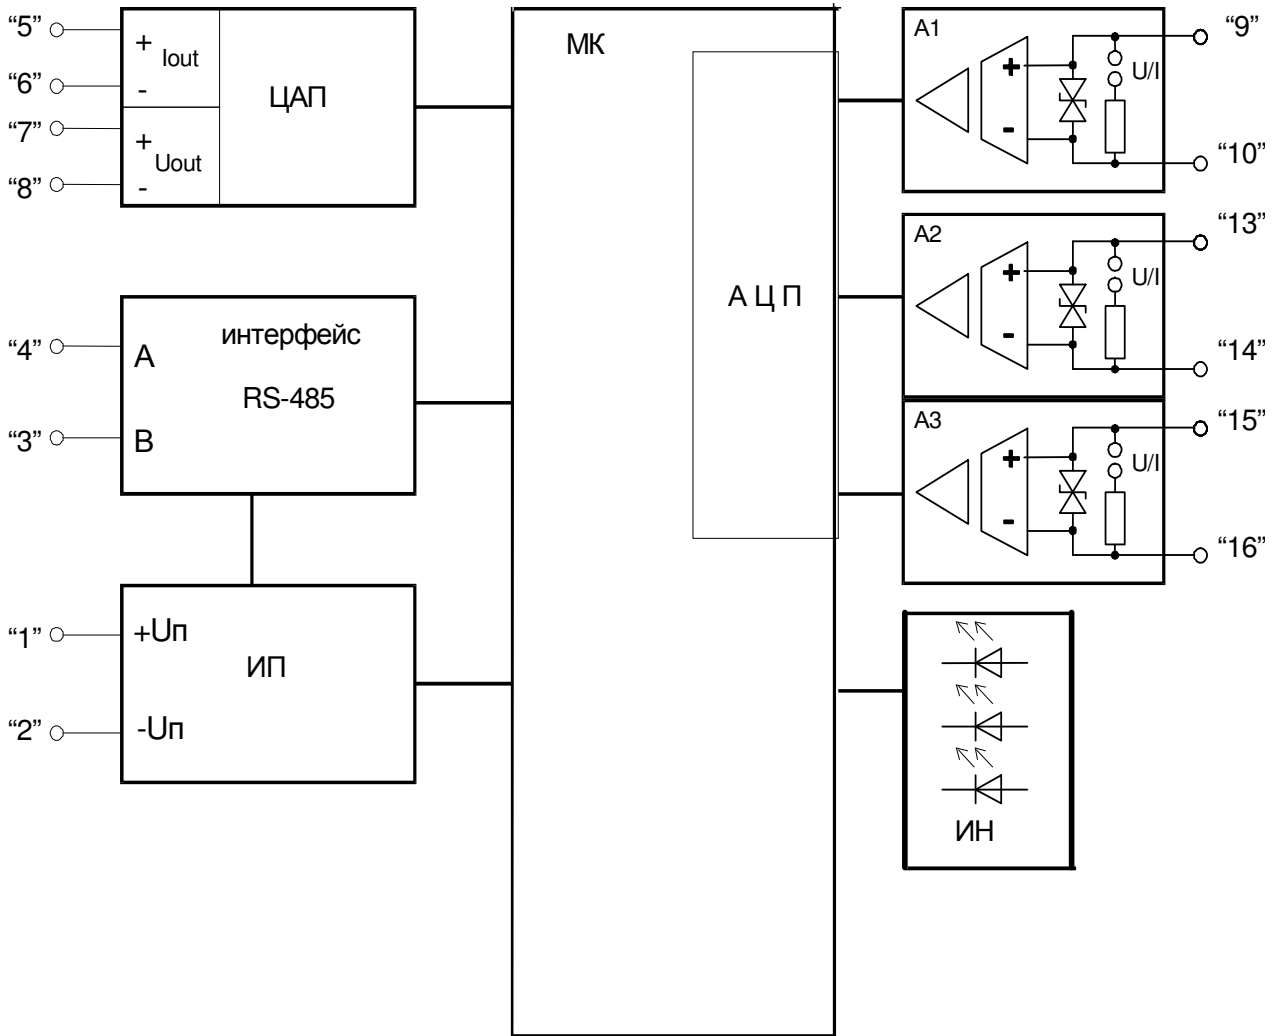 “5”
“6”
“7”
“8”
+
Iout
-
+
Uout
-
ЦАП
МК
А Ц П
“4”
“3”
A
B
интерфейс
RS-485
“1”
“2”
+Uп
ИП
-Uп
A1
+
-
U/I
“9”
“10”
A2
+
-
U/I
“13”
“14”
A3
+
-
U/I
“15”
“16”
ИН